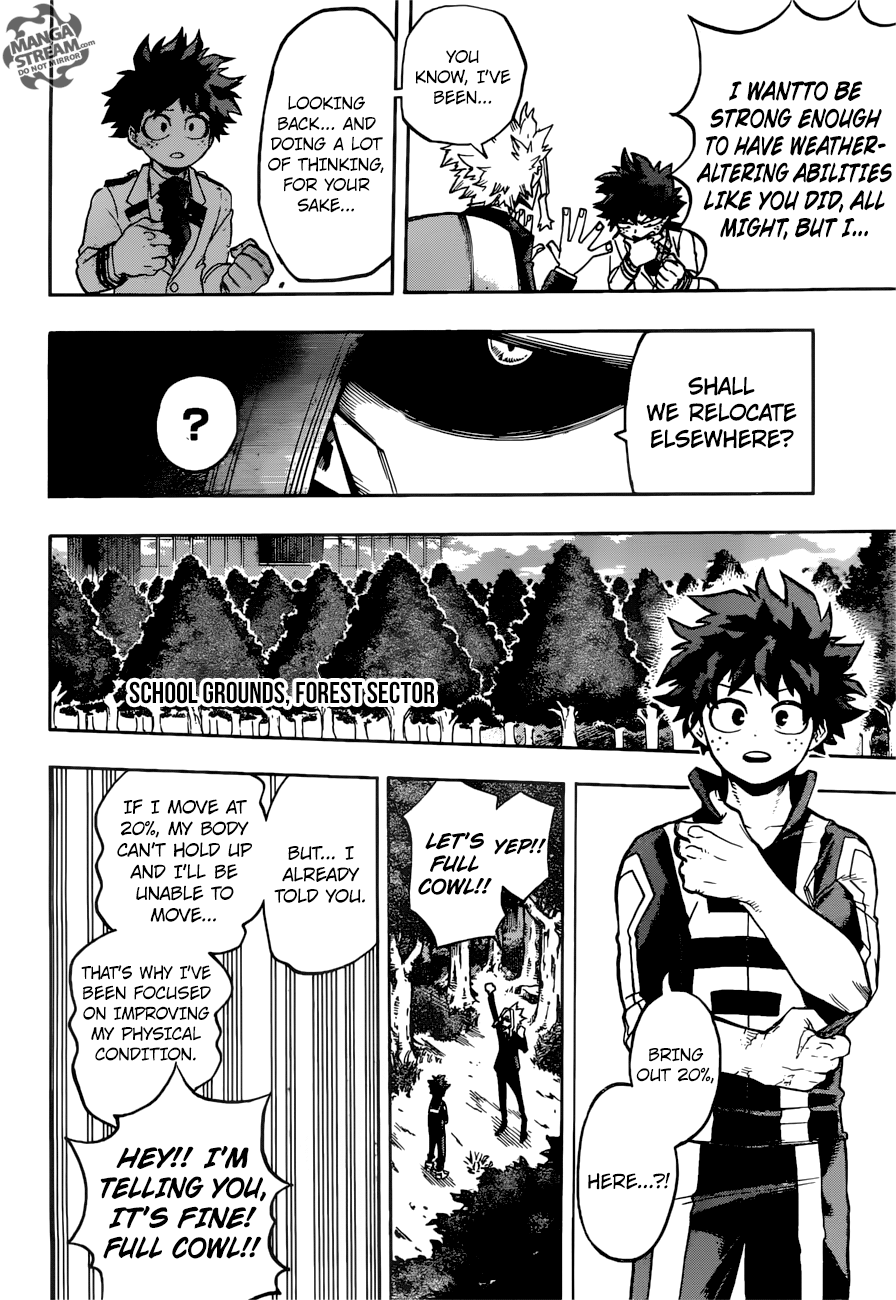 MANGA
STREAM.com
DO NOT MIRROR
I WANTTO BE
STRONG ENOUGH
TO HAVE WEATHER-
ALTERING ABILITIES
LIKE YOU DID, ALL
MIGHT, BUT I...
YOU
KNOW, I'VE
BEEN...
LOOKING
BACK... AND
DOING A LOT
OF THINKING,
FOR YOUR
SAKE...
SHALL
WE RELOCATE
ELSEWHERE?
?
SCHOOL GROUNDS, FOREST SECTOR
BRING
OUT 20%,
HERE...?!
YEP!!
LET'S
FULL
COWL!!
BUT... I
ALREADY
TOLD YOU.
IF I MOVE AT
20%, MY BODY
CAN'T HOLD UP
AND I'LL BE
UNABLE TO
MOVE...
THAT'S WHY I'VE
BEEN FOCUSED
ON IMPROVING
MY PHYSICAL
CONDITION.
HEY!! I'M
TELLING YOU,
IT'S FINE!
FULL COWL!!